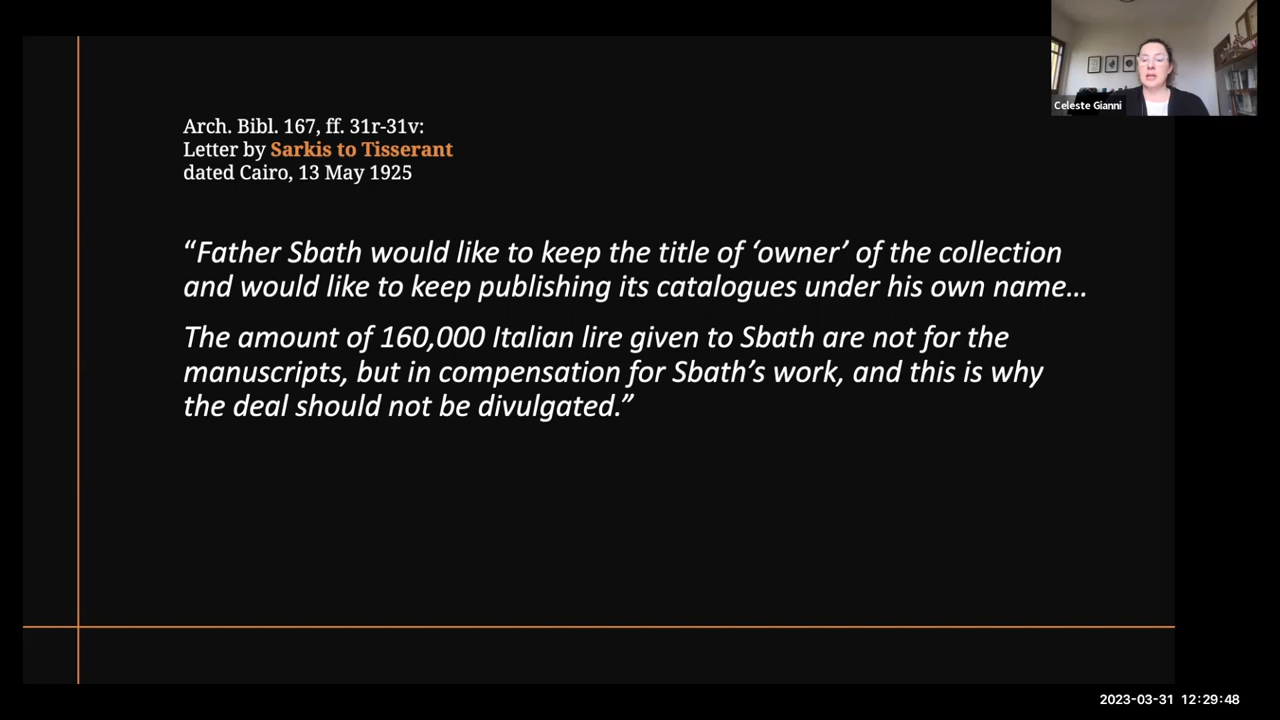 Celeste Gianni
Arch. Bibl. 167, ff. 31r-31v:
Letter by Sarkis to Tisserant
dated Cairo, 13 May 1925
“Father Sbath would like to keep the title of ‘owner’ of the collection
and would like to keep publishing its catalogues under his own name…
The amount of 160,000 Italian lire given to Sbath are not for the
manuscripts, but in compensation for Sbath’s work, and this is why
the deal should not be divulgated.”
2023-03-31 12:29:48